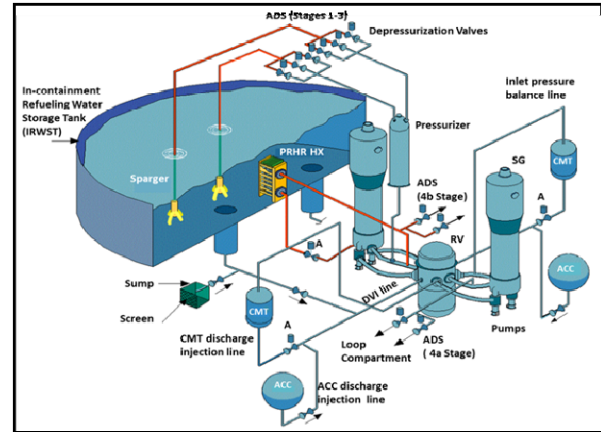 ADS (Stages 1-3)
Depressurization Valves
In-containment
Refueling Water
Storage Tank
(IRWST)
Inlet pressure
balance line
Pressurizer
PRHR HX
SG
CMT
Sparger
ADS
(4b Stage)
A
A
RV
ACC
DVI line
Sump
Screen
CMT
A
Pumps
CMT discharge
injection line
Loop
Compartment
ADS
( 4a Stage)
ACC
ACC discharge
injection line